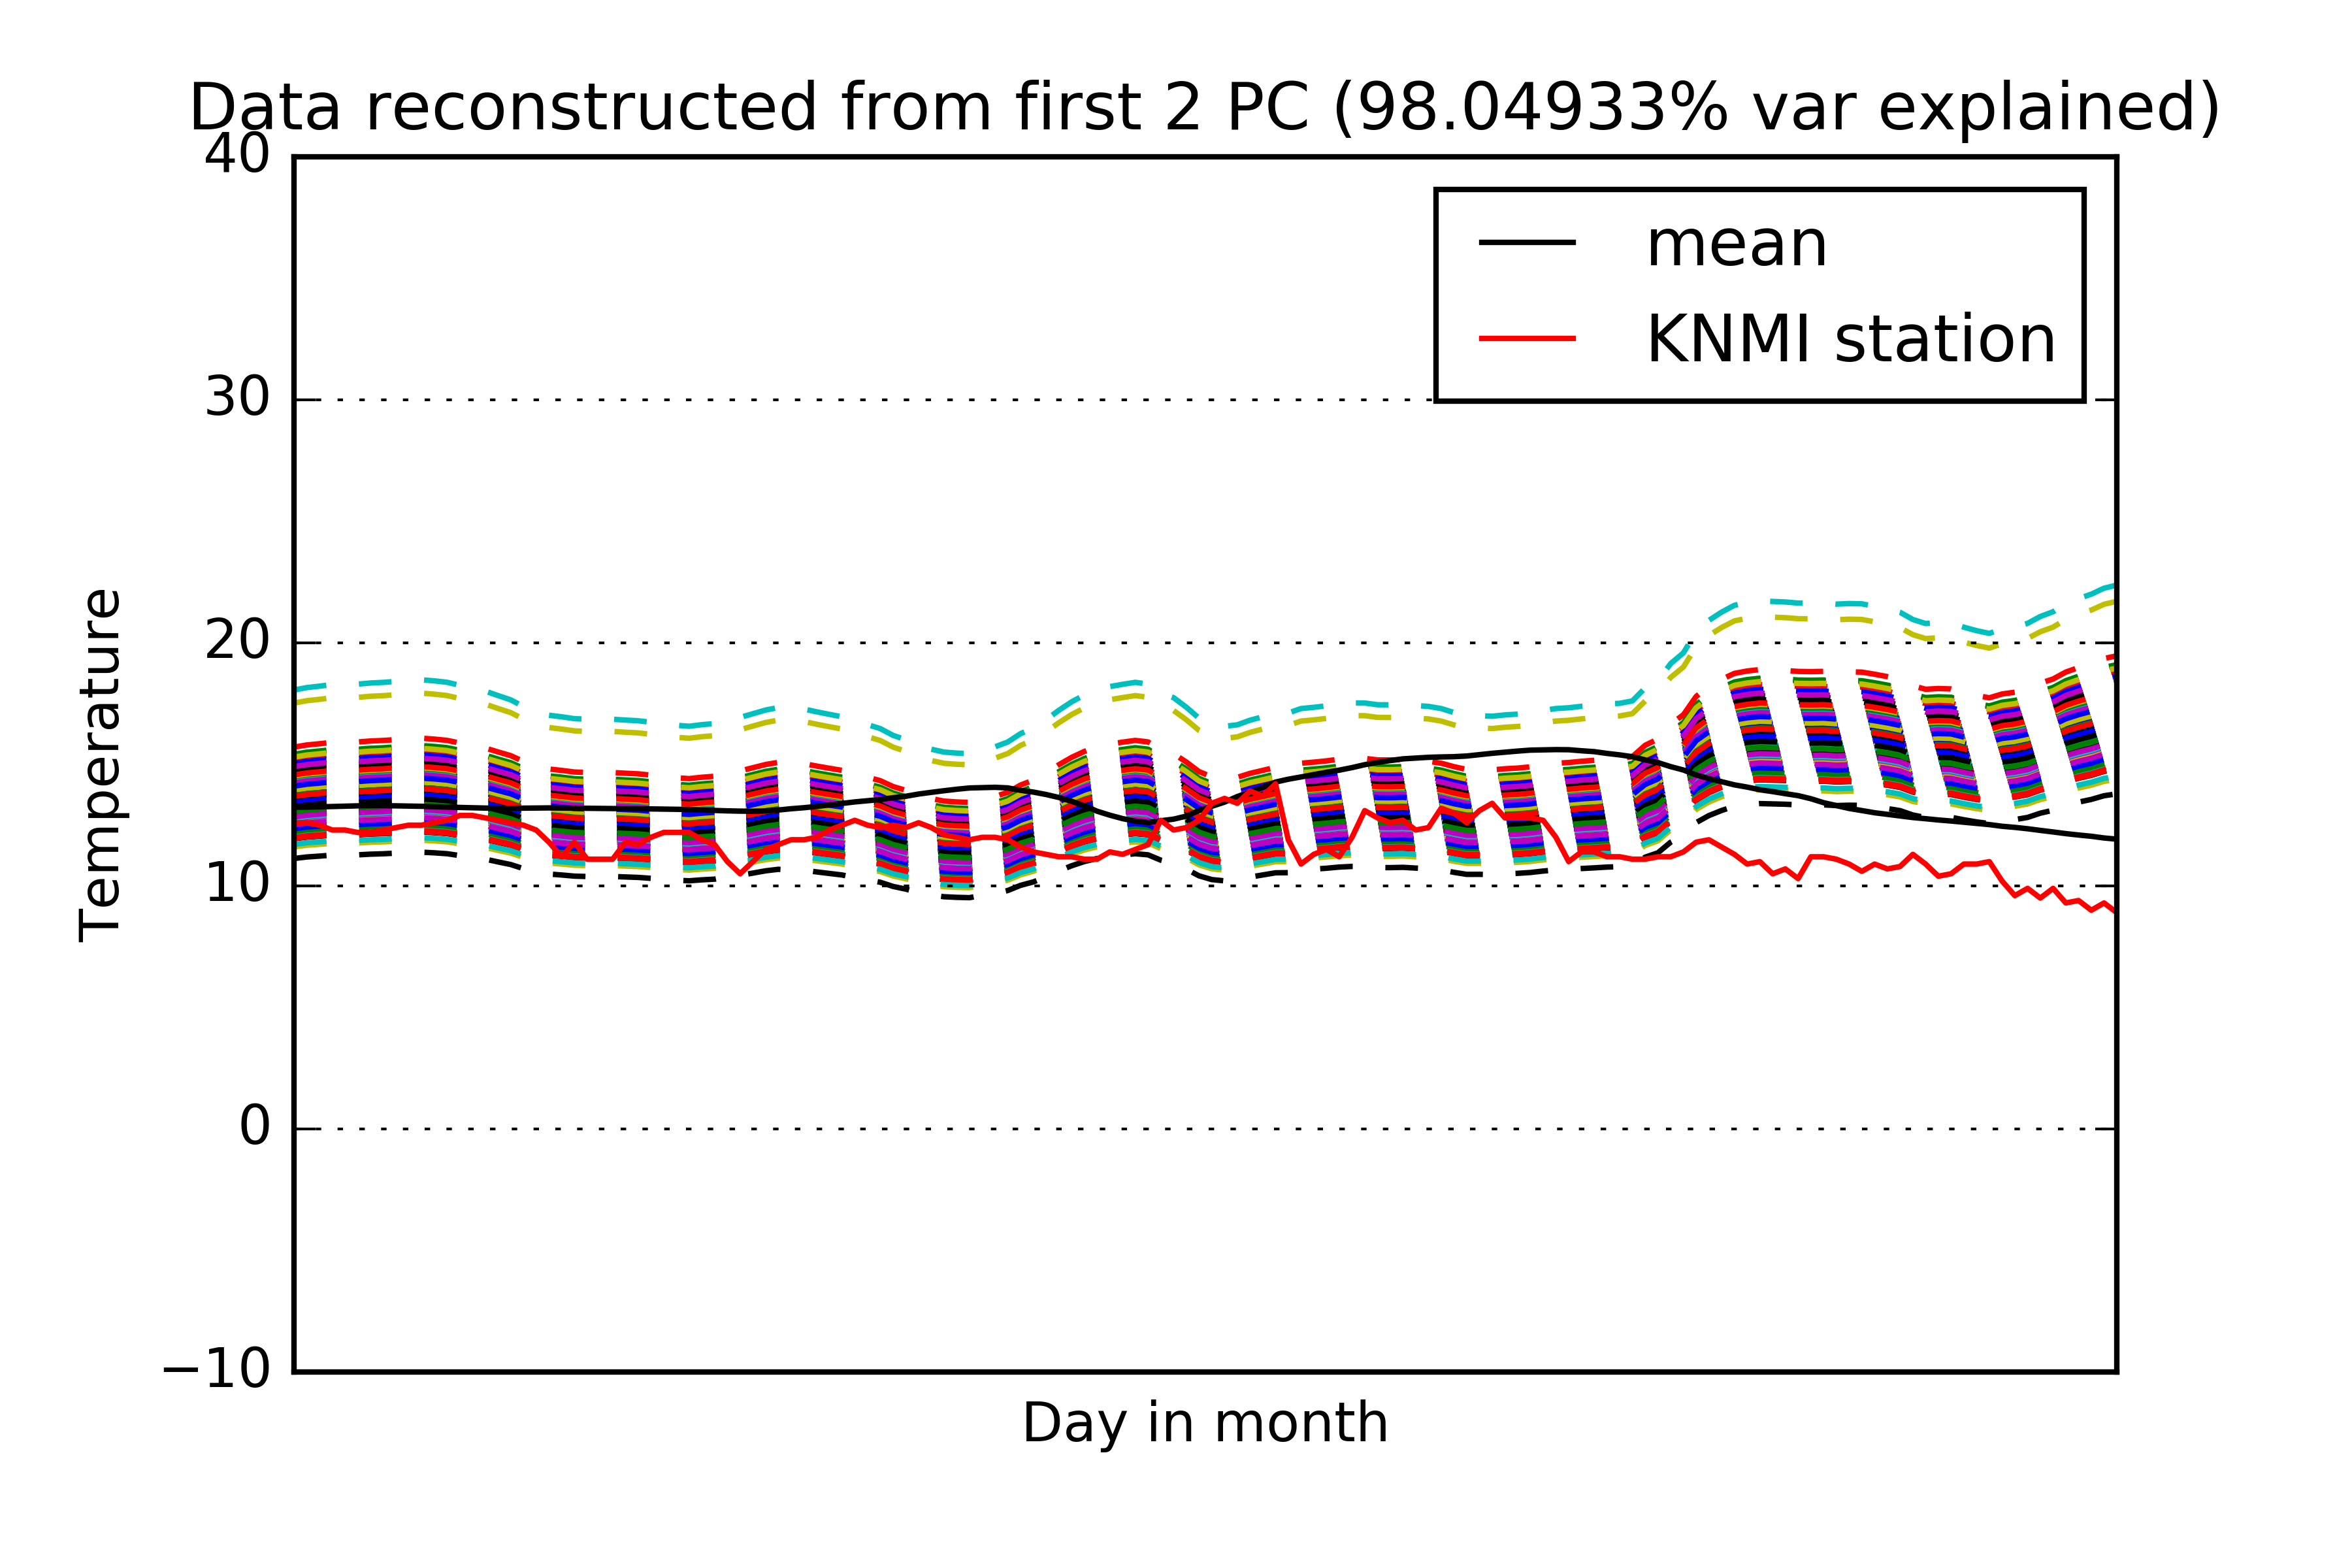 Data reconstructed from first 2 PC (98.04933% var explained)
40
mean
KNMI station
30
20
10
0
−10
Temperature
Day in month